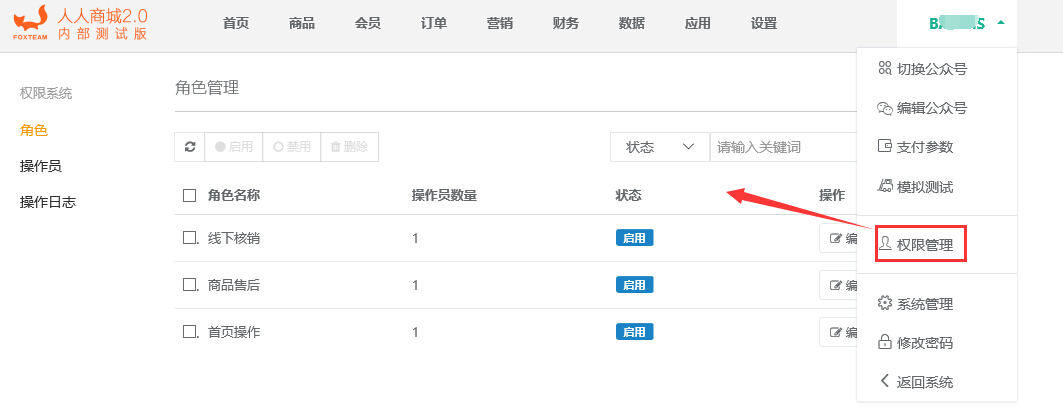 人人商城2.0
FOXTEAM 内部测试版
首页 商品 会员 订单 营销 财务 数据 应用 设置
权限系统
角色
操作员
操作日志
角色管理
启用 禁用 删除 状态 请输入关键词
角色名称 操作员数量 状态 操作
线下核销 1 启用 编
商品售后 1 启用 编
首页操作 1 启用 编
切换公众号
编辑公众号
支付参数
模拟测试
权限管理
系统管理
修改密码
返回系统